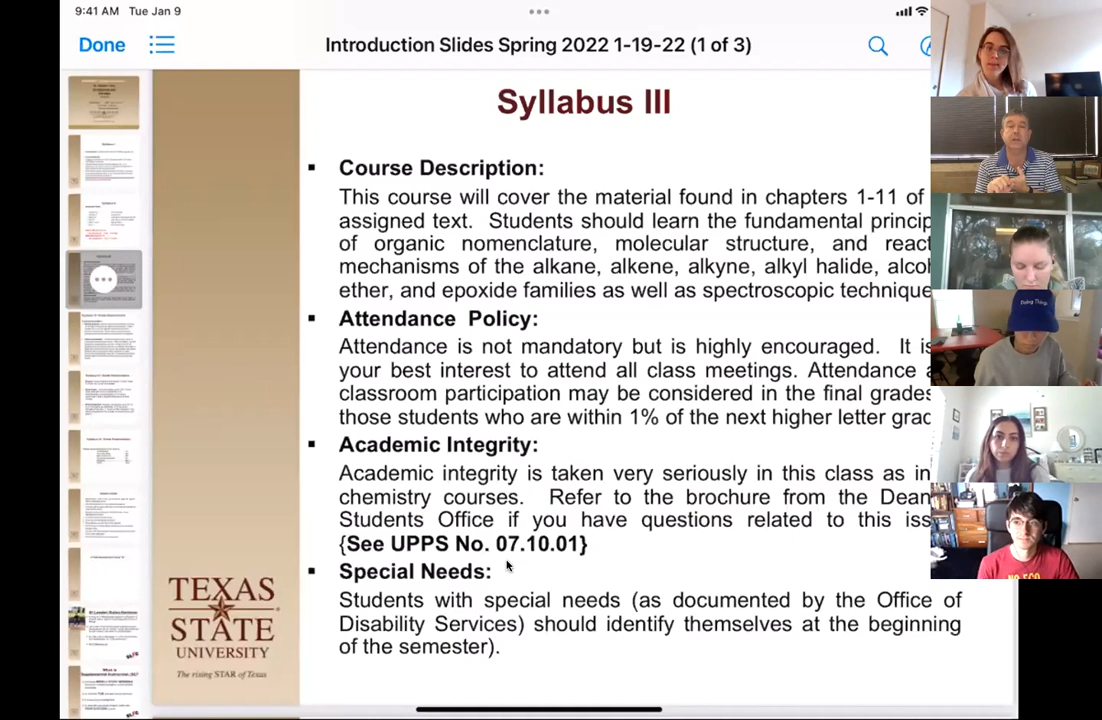 9:41 AM Tue Jan 9
Done
Introduction Slides Spring 2022 1-19-22 (1 of 3)
Syllabus III
▪ Course Description:
This course will cover the material found in chapters 1-11 of
assigned text. Students should learn the fundamental princip
of organic nomenclature, molecular structure, and react
mechanisms of the alkane, alkene, alkyne, alkyl halide, alcoh
ether, and epoxide families as well as spectroscopic technique
▪ Attendance Policy:
Attendance is not mandatory but is highly encouraged. It is
your best interest to attend all class meetings. Attendance a
classroom participation may be considered in the final grades
those students who are within 1% of the next higher letter grad
▪ Academic Integrity:
Academic integrity is taken very seriously in this class as in
chemistry courses. Refer to the brochure from the Dean
Students Office if you have questions related to this iss
{See UPPS No. 07.10.01}
▪ Special Needs:
Students with special needs (as documented by the Office of
Disability Services) should identify themselves at the beginning
of the semester).
TEXAS
STATE
UNIVERSITY
The rising STAR of Texas
Doing Things